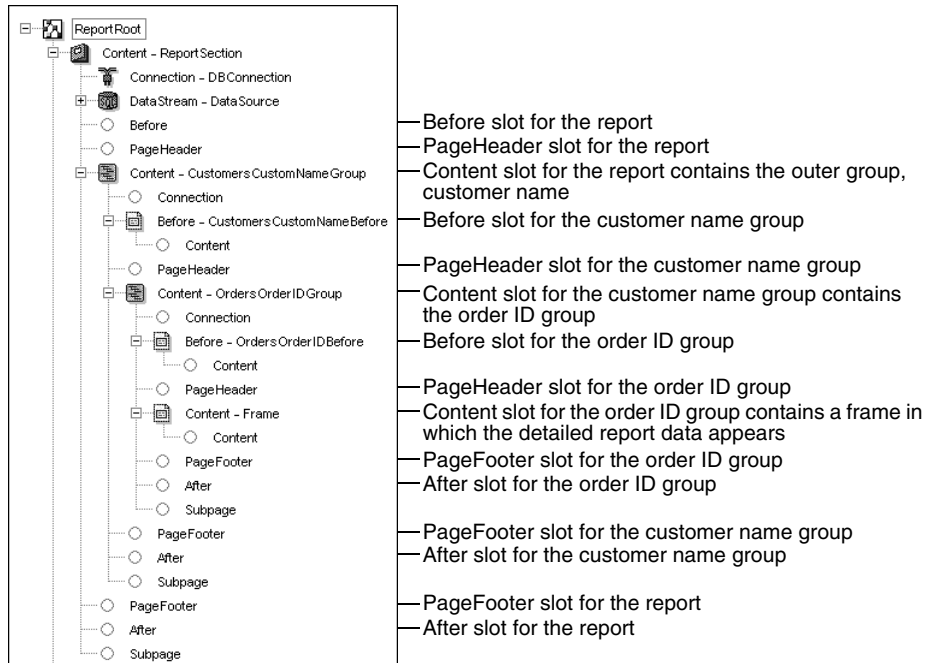 ReportRoot
Content - ReportSection
Connection - DBConnection
SQL DataStream - DataSource
Before
Before slot for the report
PageHeader
PageHeader slot for the report
Content - CustomersCustomNameGroup
Content slot for the report contains the outer group,
customer name
Connection
Before - CustomersCustomNameBefore
Before slot for the customer name group
Content
PageHeader
PageHeader slot for the customer name group
Content - OrdersOrderIDGroup
Content slot for the customer name group contains
the order ID group
Connection
Before - OrdersOrderIDBefore
Before slot for the order ID group
Content
PageHeader
PageHeader slot for the order ID group
Content - Frame
Content slot for the order ID group contains a frame in
which the detailed report data appears
Content
PageFooter
PageFooter slot for the order ID group
After
After slot for the order ID group
Subpage
PageFooter
PageFooter slot for the customer name group
After
After slot for the customer name group
Subpage
PageFooter
PageFooter slot for the report
After
After slot for the report
Subpage